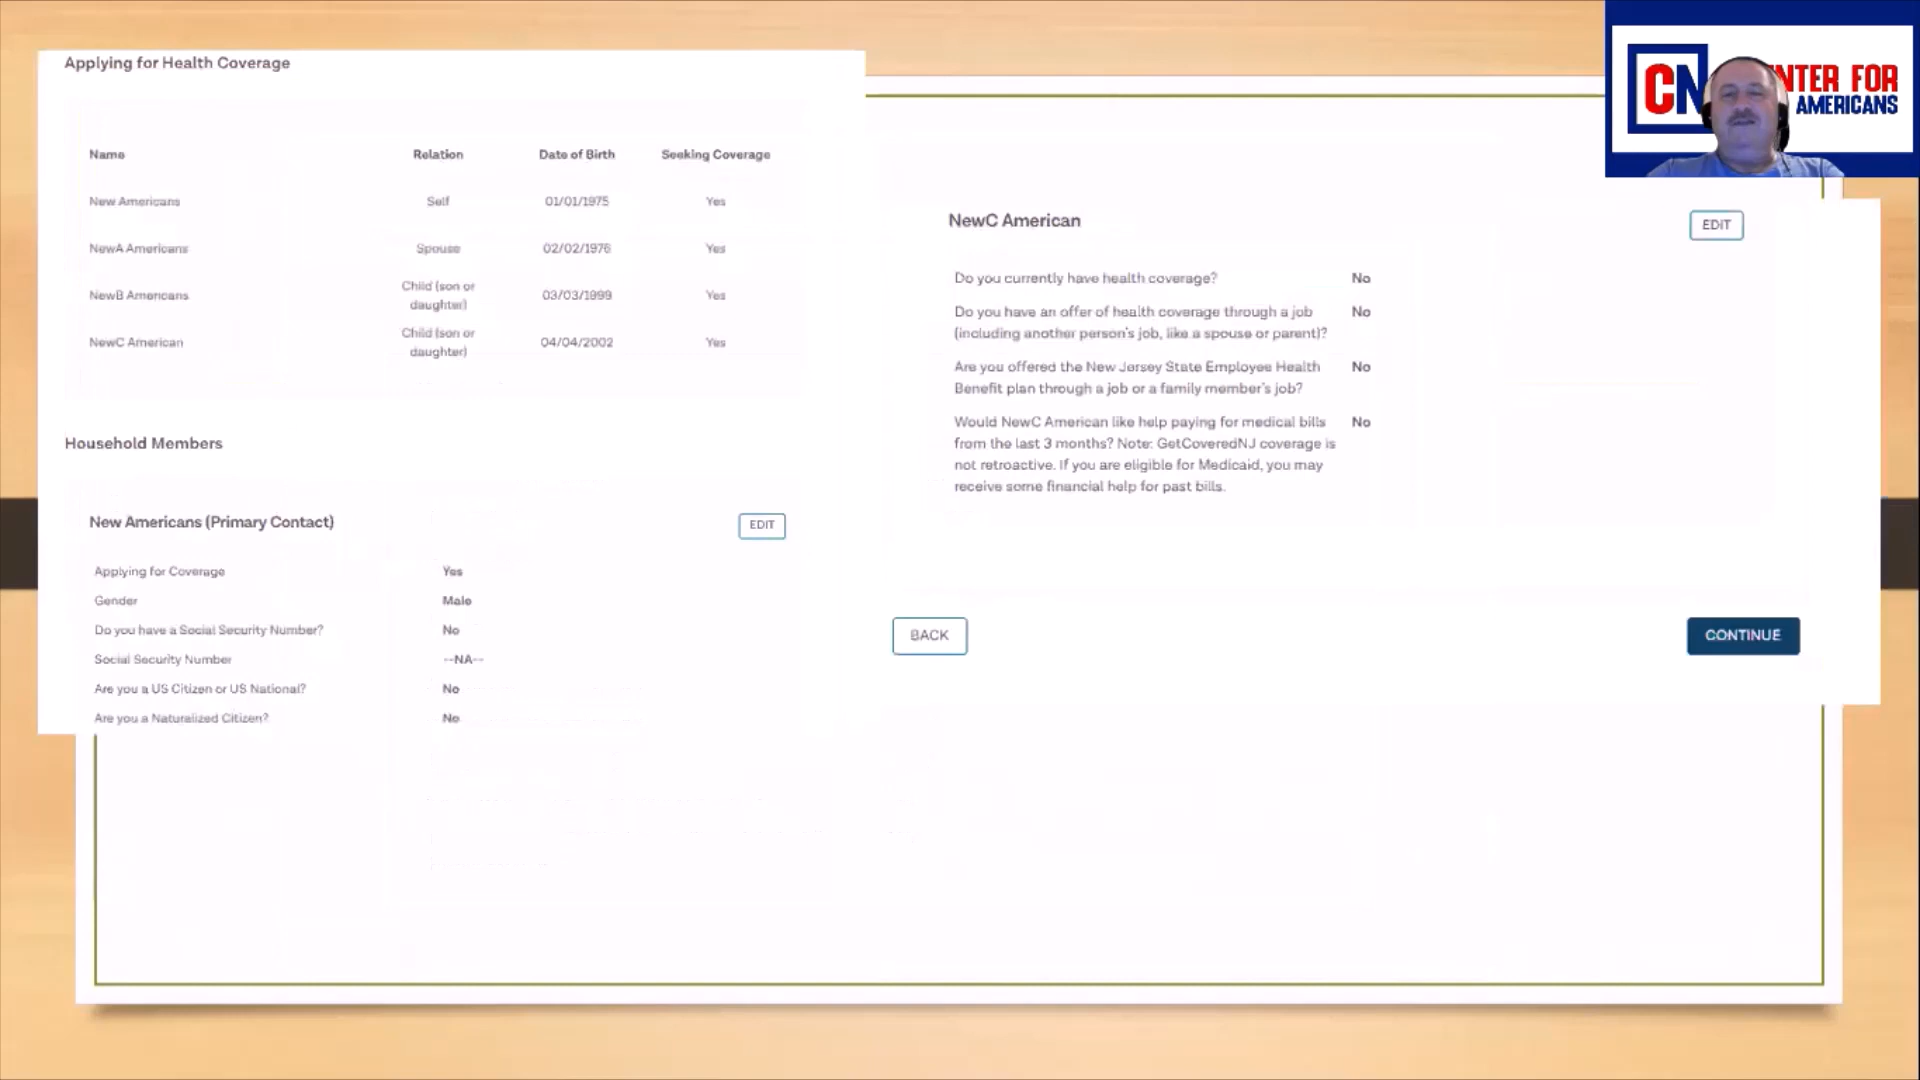 Applying for Health Coverage
Name Relation Date of Birth Seeking Coverage
New Americans Self 01/01/1975 Yes
NewA Americans Spouse 02/02/1976 Yes
NewB Americans Child (son or daughter) 03/03/1999 Yes
NewC American Child (son or daughter) 04/04/2002 Yes
Household Members
New Americans (Primary Contact) EDIT
Applying for Coverage Yes
Gender Male
Do you have a Social Security Number? No
Social Security Number --NA--
Are you a US Citizen or US National? No
Are you a Naturalized Citizen? No
NewC American EDIT
Do you currently have health coverage? No
Do you have an offer of health coverage through a job No
(including another person's job, like a spouse or parent)?
Are you offered the New Jersey State Employee Health No
Benefit plan through a job or a family member's job?
Would NewC American like help paying for medical bills No
from the last 3 months? Note: GetCoveredNJ coverage is
not retroactive. If you are eligible for Medicaid, you may
receive some financial help for past bills.
BACK CONTINUE
CN NTER FOR
AMERICANS